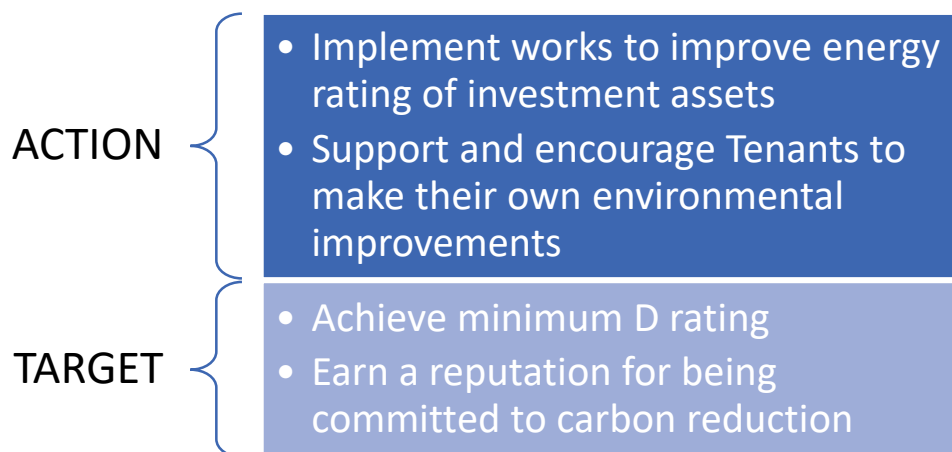 ACTION
• Implement works to improve energy
rating of investment assets
• Support and encourage Tenants to
make their own environmental
improvements
TARGET
• Achieve minimum D rating
• Earn a reputation for being
committed to carbon reduction